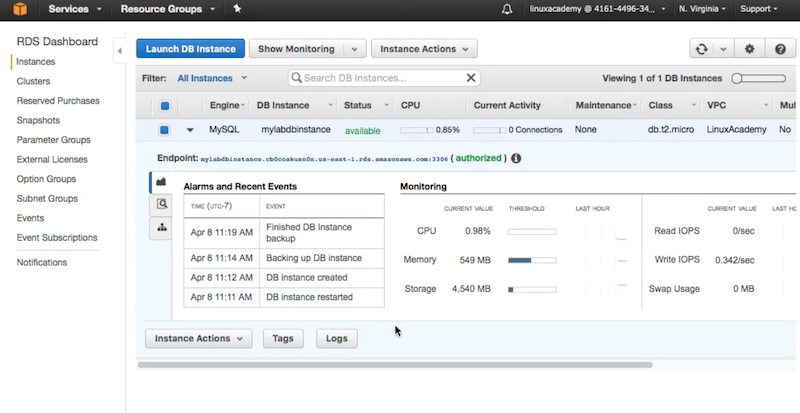 Services Resource Groups linuxacademy @ 4161-4496-34... N. Virginia Support
RDS Dashboard
Instances
Clusters
Reserved Purchases
Snapshots
Parameter Groups
External Licenses
Option Groups
Subnet Groups
Events
Event Subscriptions
Notifications
Launch DB Instance Show Monitoring Instance Actions
Filter: All Instances Search DB Instances... Viewing 1 of 1 DB Instances
Engine DB Instance Status CPU Current Activity Maintenance Class VPC Mul
MySQL mylabdbinstance available 0.85% 0 Connections None db.t2.micro LinuxAcademy No
Endpoint: mylabdbinstance.cb0coakusn0n.us-east-1.rds.amazonaws.com:3306 ( authorized )
Alarms and Recent Events
TIME (UTC-7) EVENT
Apr 8 11:19 AM Finished DB Instance
backup
Apr 8 11:14 AM Backing up DB instance
Apr 8 11:12 AM DB instance created
Apr 8 11:11 AM DB instance restarted
Monitoring
CURRENT VALUE THRESHOLD LAST HOUR CURRENT VALUE LAST H
CPU 0.98% Read IOPS 0/sec
Memory 549 MB Write IOPS 0.342/sec
Storage 4,540 MB Swap Usage 0 MB
Instance Actions Tags Logs